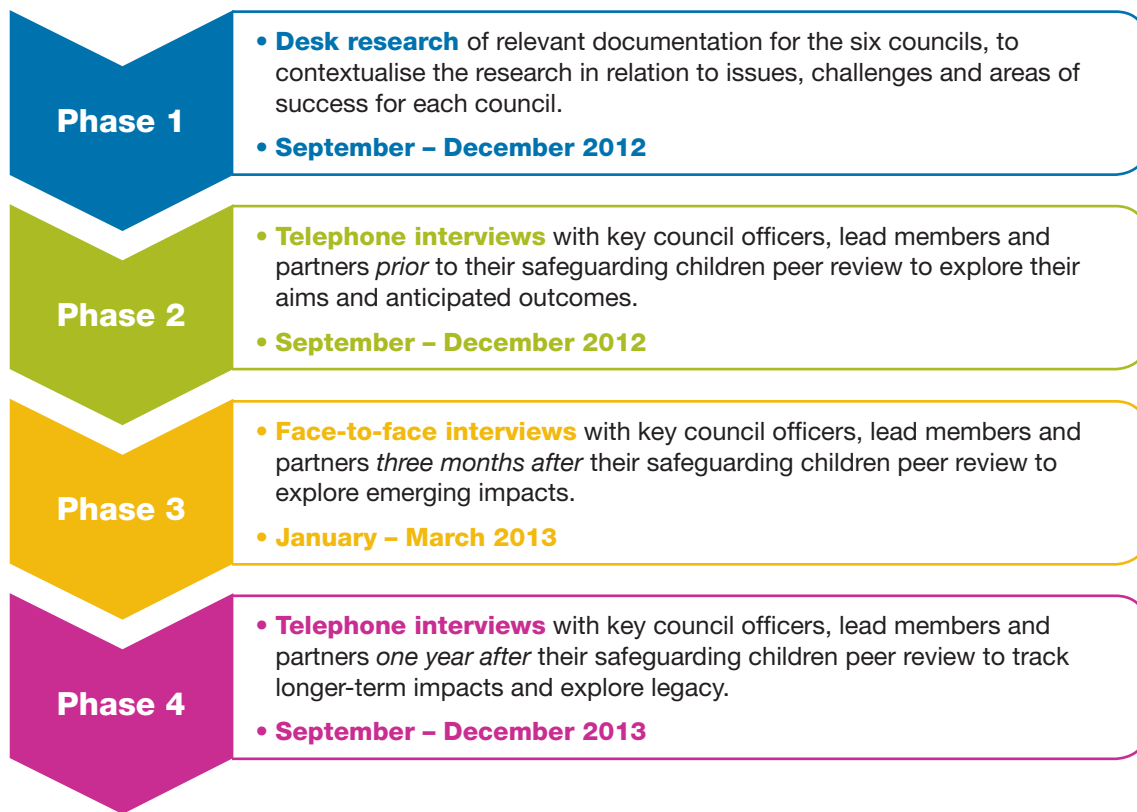 Phase 1
• Desk research of relevant documentation for the six councils, to
contextualise the research in relation to issues, challenges and areas of
success for each council.
• September – December 2012
Phase 2
• Telephone interviews with key council officers, lead members and
partners prior to their safeguarding children peer review to explore their
aims and anticipated outcomes.
• September – December 2012
Phase 3
• Face-to-face interviews with key council officers, lead members and
partners three months after their safeguarding children peer review to
explore emerging impacts.
• January – March 2013
Phase 4
• Telephone interviews with key council officers, lead members and
partners one year after their safeguarding children peer review to track
longer-term impacts and explore legacy.
• September – December 2013